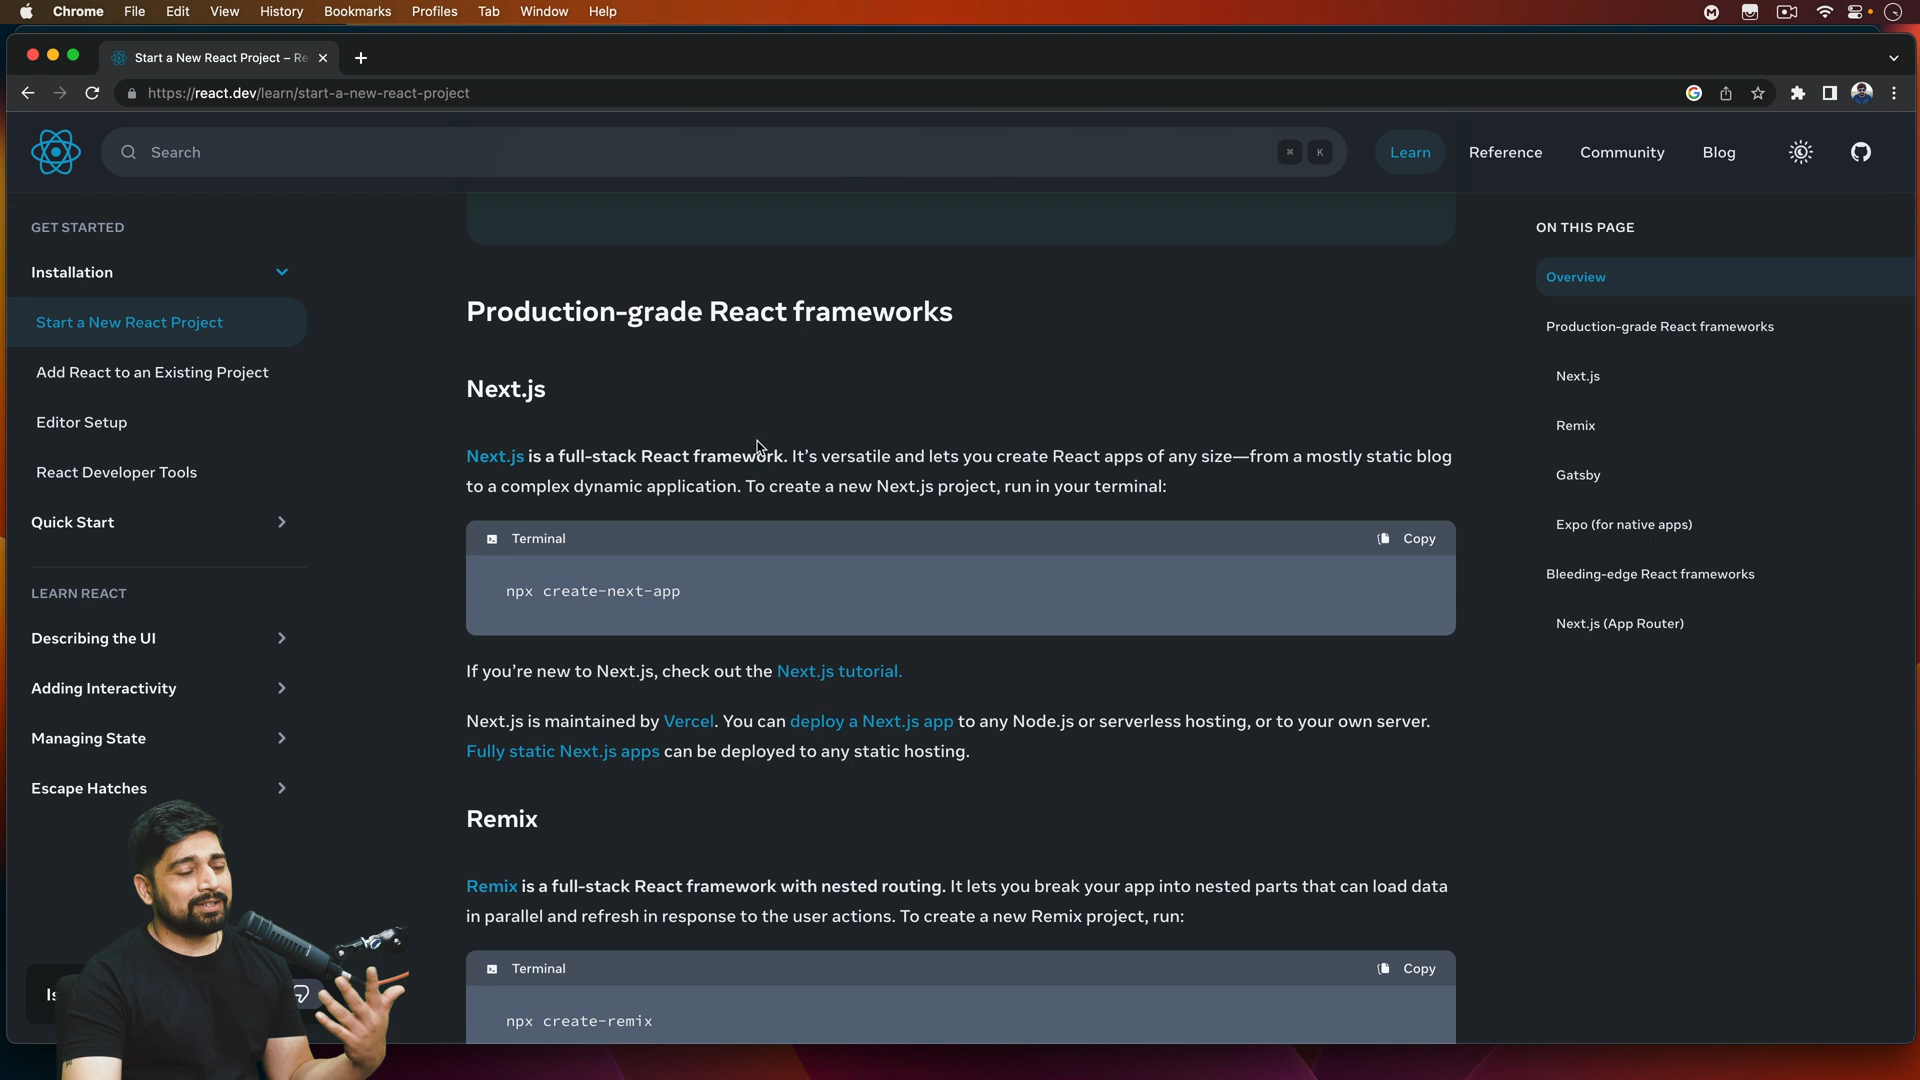 Chrome File Edit View History Bookmarks Profiles Tab Window Help
Start a New React Project – Re
https://react.dev/learn/start-a-new-react-project
Search
⌘ K
Learn Reference Community Blog
GET STARTED
Installation
Start a New React Project
Add React to an Existing Project
Editor Setup
React Developer Tools
Quick Start
LEARN REACT
Describing the UI
Adding Interactivity
Managing State
Escape Hatches
Is
Production-grade React frameworks
Next.js
Next.js is a full-stack React framework. It’s versatile and lets you create React apps of any size—from a mostly static blog
to a complex dynamic application. To create a new Next.js project, run in your terminal:
Terminal Copy
npx create-next-app
If you’re new to Next.js, check out the Next.js tutorial.
Next.js is maintained by Vercel. You can deploy a Next.js app to any Node.js or serverless hosting, or to your own server.
Fully static Next.js apps can be deployed to any static hosting.
Remix
Remix is a full-stack React framework with nested routing. It lets you break your app into nested parts that can load data
in parallel and refresh in response to the user actions. To create a new Remix project, run:
Terminal Copy
npx create-remix
ON THIS PAGE
Overview
Production-grade React frameworks
Next.js
Remix
Gatsby
Expo (for native apps)
Bleeding-edge React frameworks
Next.js (App Router)